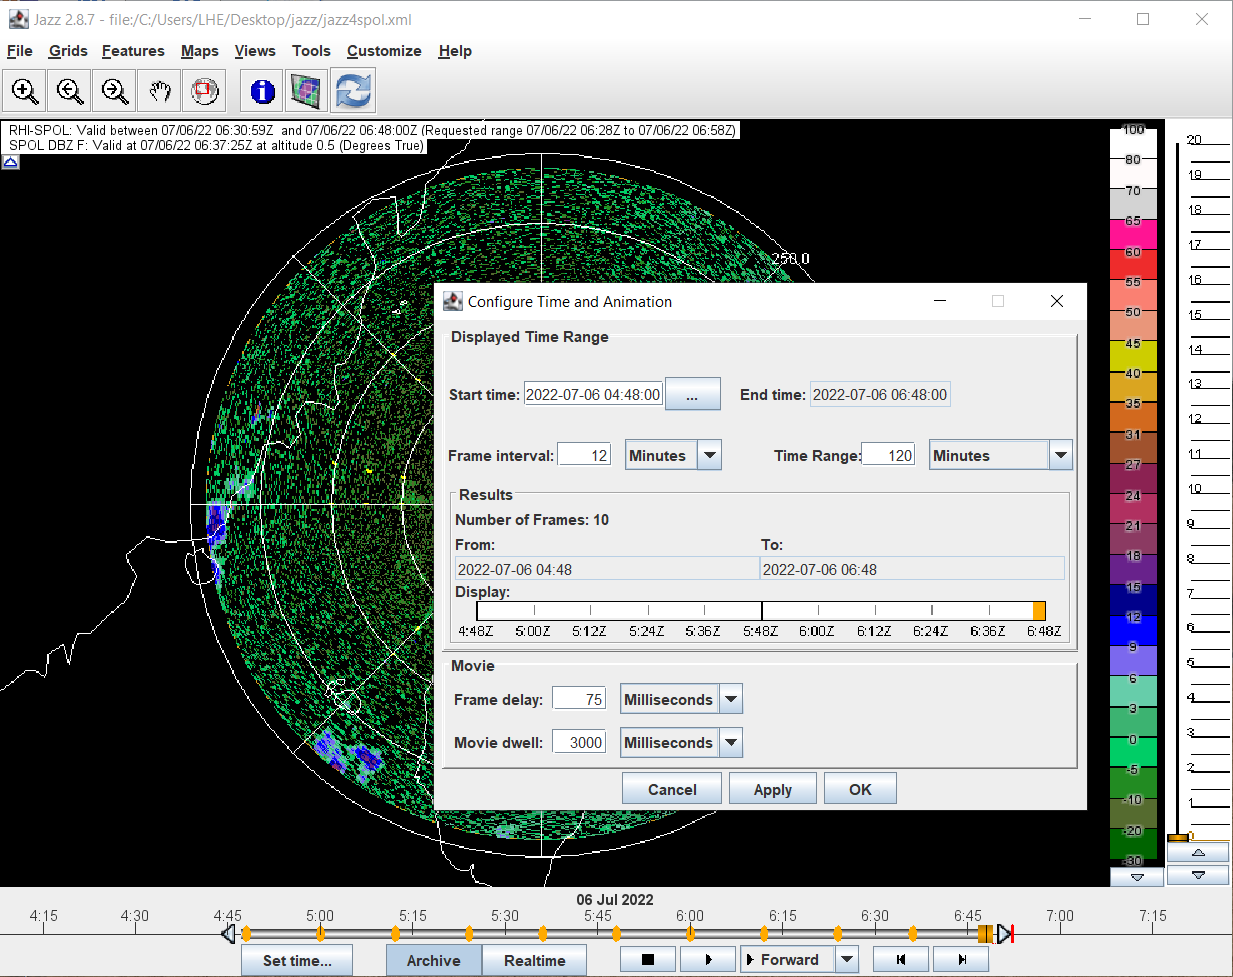 Jazz 2.8.7 - file:/C:/Users/LHE/Desktop/jazz/jazz4spol.xml
File Grids Features Maps Views Tools Customize Help
RHI-SPOL: Valid between 07/06/22 06:30:59Z and 07/06/22 06:48:00Z (Requested range 07/06/22 06:28Z to 07/06/22 06:58Z)
SPOL DBZ F: Valid at 07/06/22 06:37:25Z at altitude 0.5 (Degrees True)
250.0
Configure Time and Animation
Displayed Time Range
Start time: 2022-07-06 04:48:00 ... End time: 2022-07-06 06:48:00
Frame interval: 12 Minutes Time Range: 120 Minutes
Results
Number of Frames: 10
From: To:
2022-07-06 04:48 2022-07-06 06:48
Display:
4:48Z 5:00Z 5:12Z 5:24Z 5:36Z 5:48Z 6:00Z 6:12Z 6:24Z 6:36Z 6:48Z
Movie
Frame delay: 75 Milliseconds
Movie dwell: 3000 Milliseconds
Cancel Apply OK
100
80
70
65
60
55
50
45
40
35
31
27
24
21
18
15
12
9
6
3
0
-5
-10
-20
-30
20
19
18
17
16
15
14
13
12
11
10
9
8
7
6
5
4
3
2
1
0
06 Jul 2022
4:15 4:30 4:45 5:00 5:15 5:30 5:45 6:00 6:15 6:30 6:45 7:00 7:15
Set time... Archive Realtime Forward